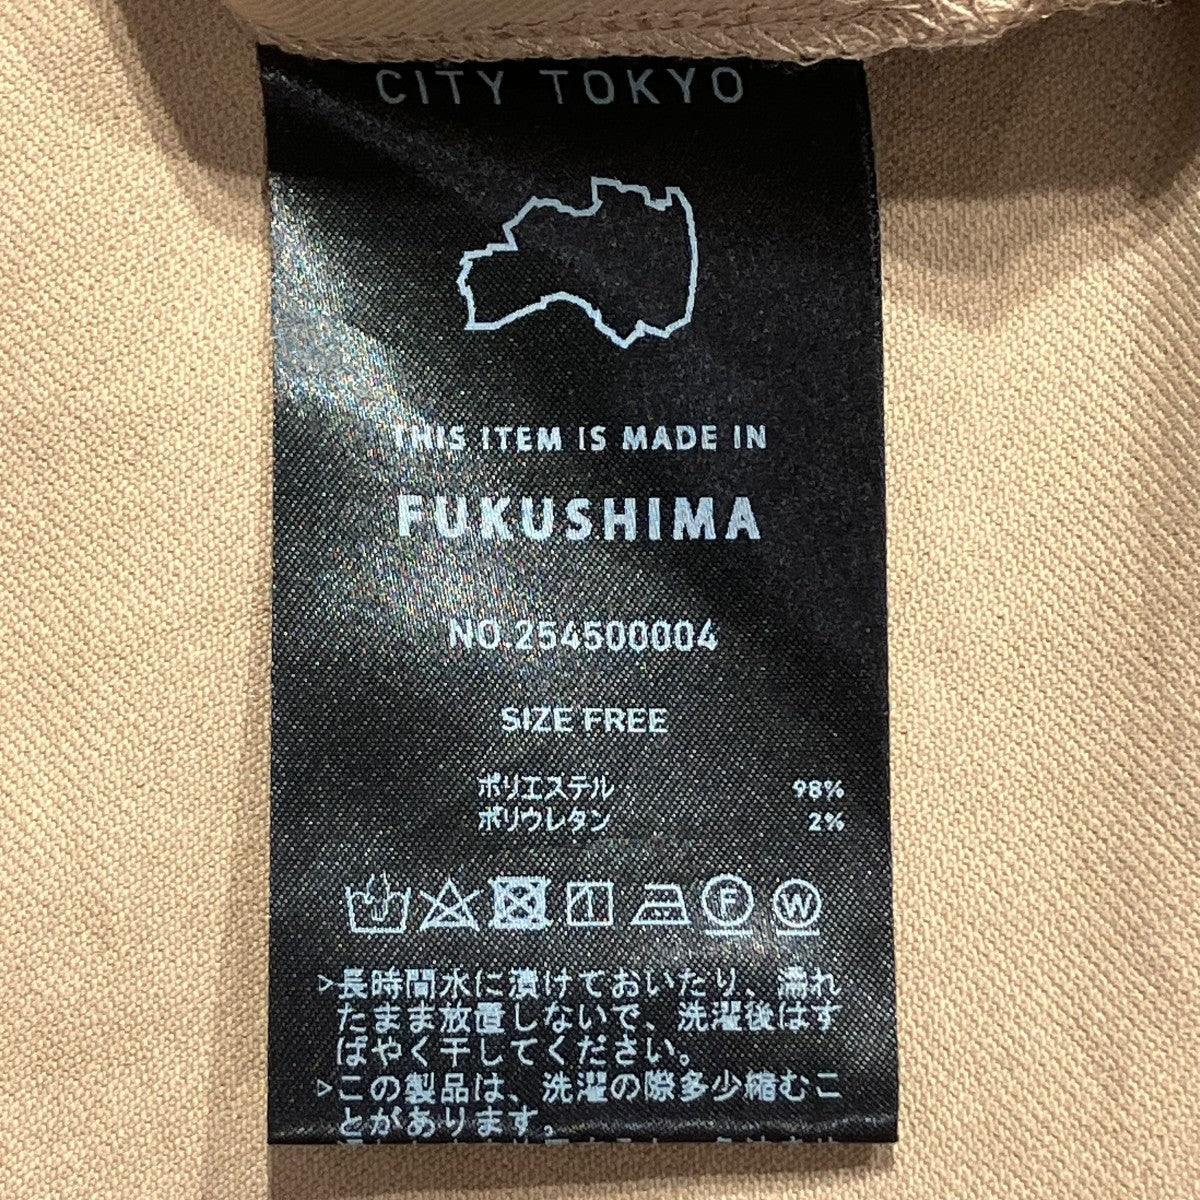 CITY TOKYO
THIS ITEM IS MADE IN
FUKUSHIMA
NO.254500004
SIZE FREE
ポリエステル 98%
ポリウレタン 2%
F W
▷長時間水に漬けておいたり、濡れ
たまま放置しないで、洗濯後はす
ばやく干してください。
▷この製品は、洗濯の際多少縮むこ
とがあります。